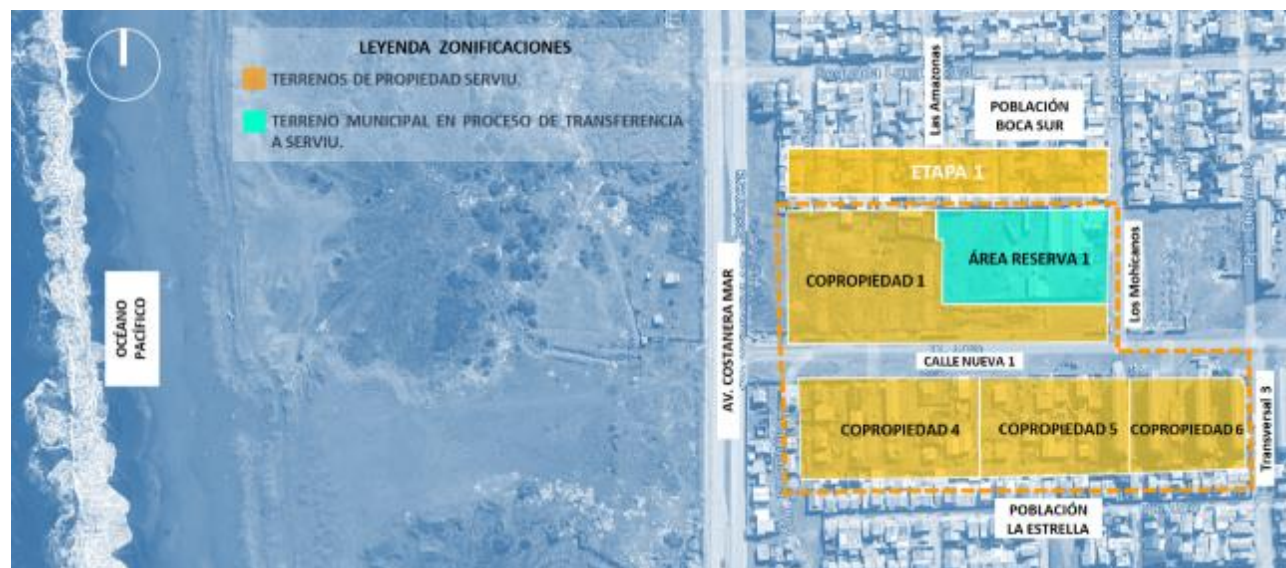 LEYENDA ZONIFICACIONES
TERRENOS DE PROPIEDAD SERVIU.
TERRENO MUNICIPAL EN PROCESO DE TRANSFERENCIA
A SERVIU.
Las Amazonas
POBLACIÓN
BOCA SUR
ETAPA 1
ÁREA RESERVA 1
COPROPIEDAD 1
Los Mohicanos
OCÉANO
PACÍFICO
AV. COSTANERA MAR
CALLE NUEVA 1
COPROPIEDAD 4
COPROPIEDAD 5
COPROPIEDAD 6
Transversal 3
POBLACIÓN
LA ESTRELLA